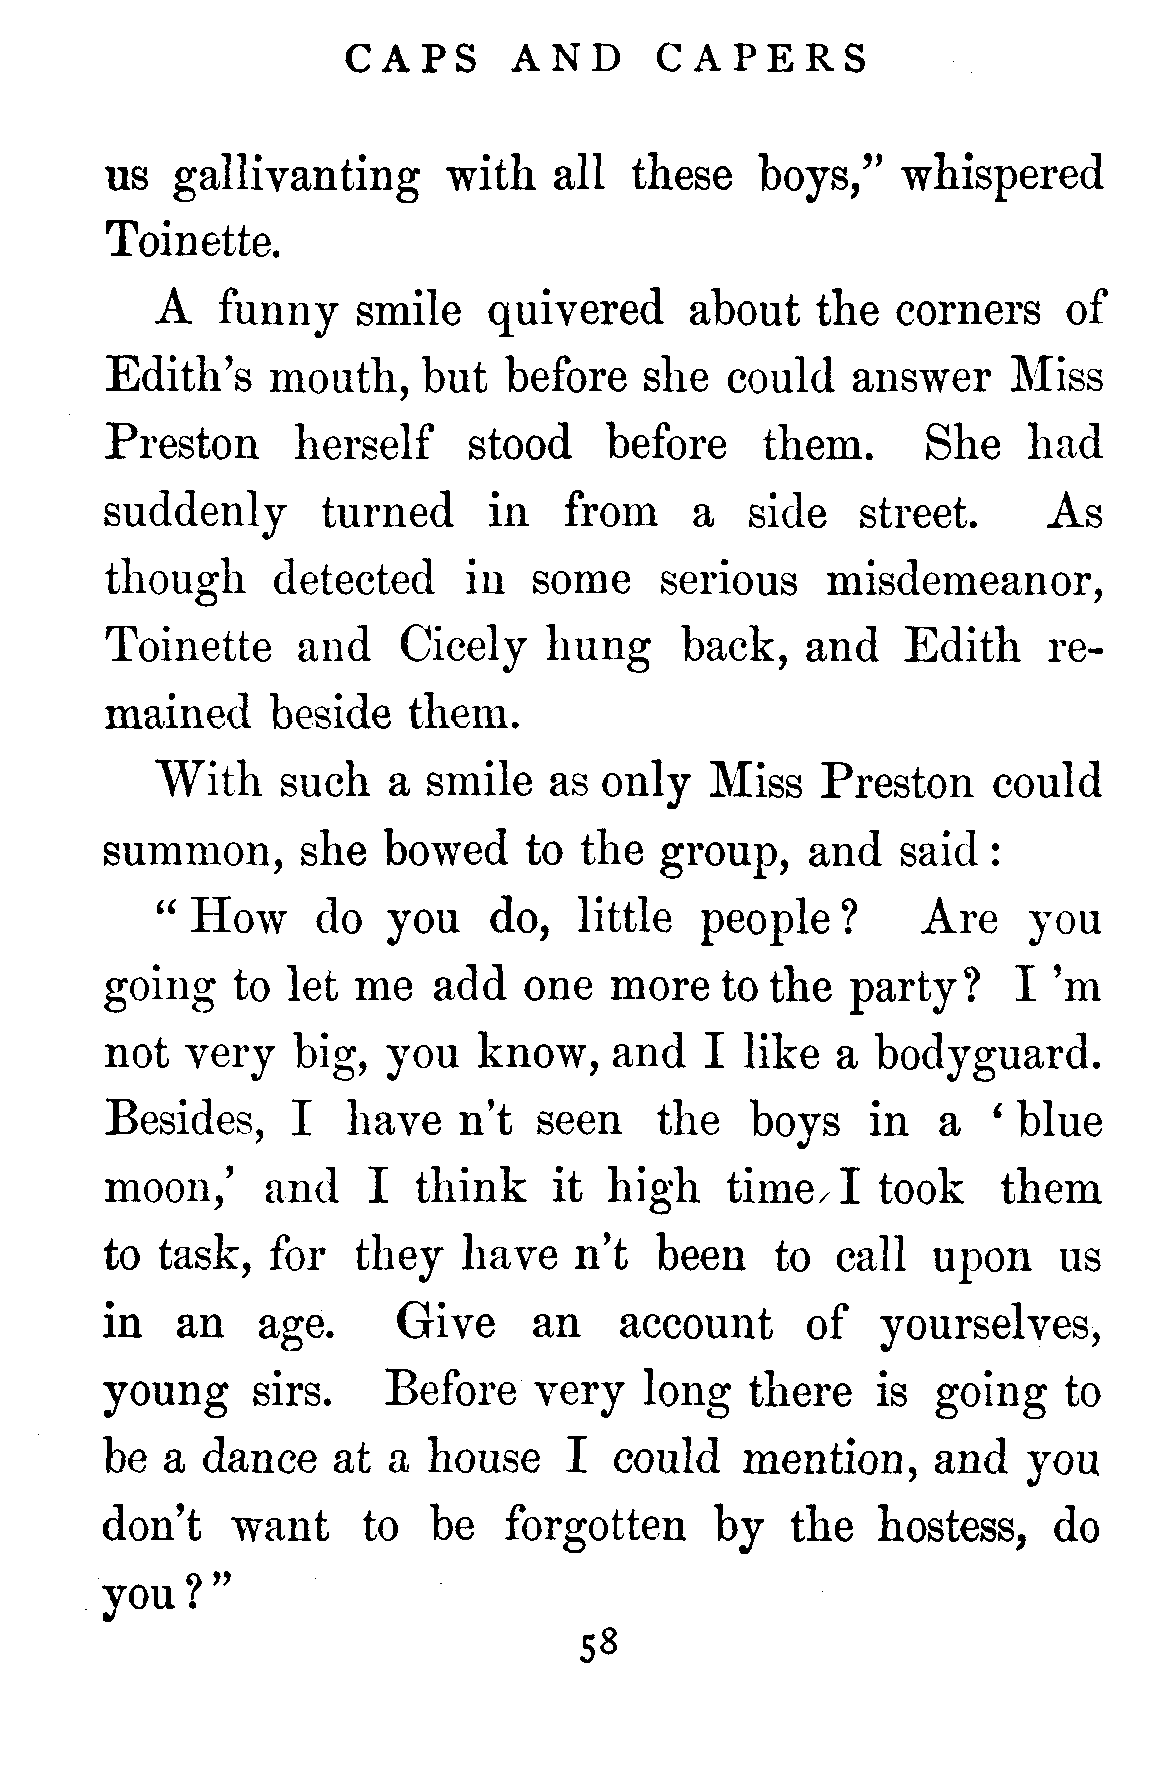 CAPS AND CAPERS
us gallivanting with all these boys,” whispered
Toinette.
A funny smile quivered about the corners of
Edith’s mouth, but before she could answer Miss
Preston herself stood before them. She had
suddenly turned in from a side street. As
though detected in some serious misdemeanor,
Toinette and Cicely hung back, and Edith re-
mained beside them.
With such a smile as only Miss Preston could
summon, she bowed to the group, and said :
“ How do you do, little people ? Are you
going to let me add one more to the party? I ’m
not very big, you know, and I like a bodyguard.
Besides, I have n’t seen the boys in a ‘ blue
moon,’ and I think it high time I took them
to task, for they have n’t been to call upon us
in an age. Give an account of yourselves,
young sirs. Before very long there is going to
be a dance at a house I could mention, and you
don’t want to be forgotten by the hostess, do
you ? ”
58